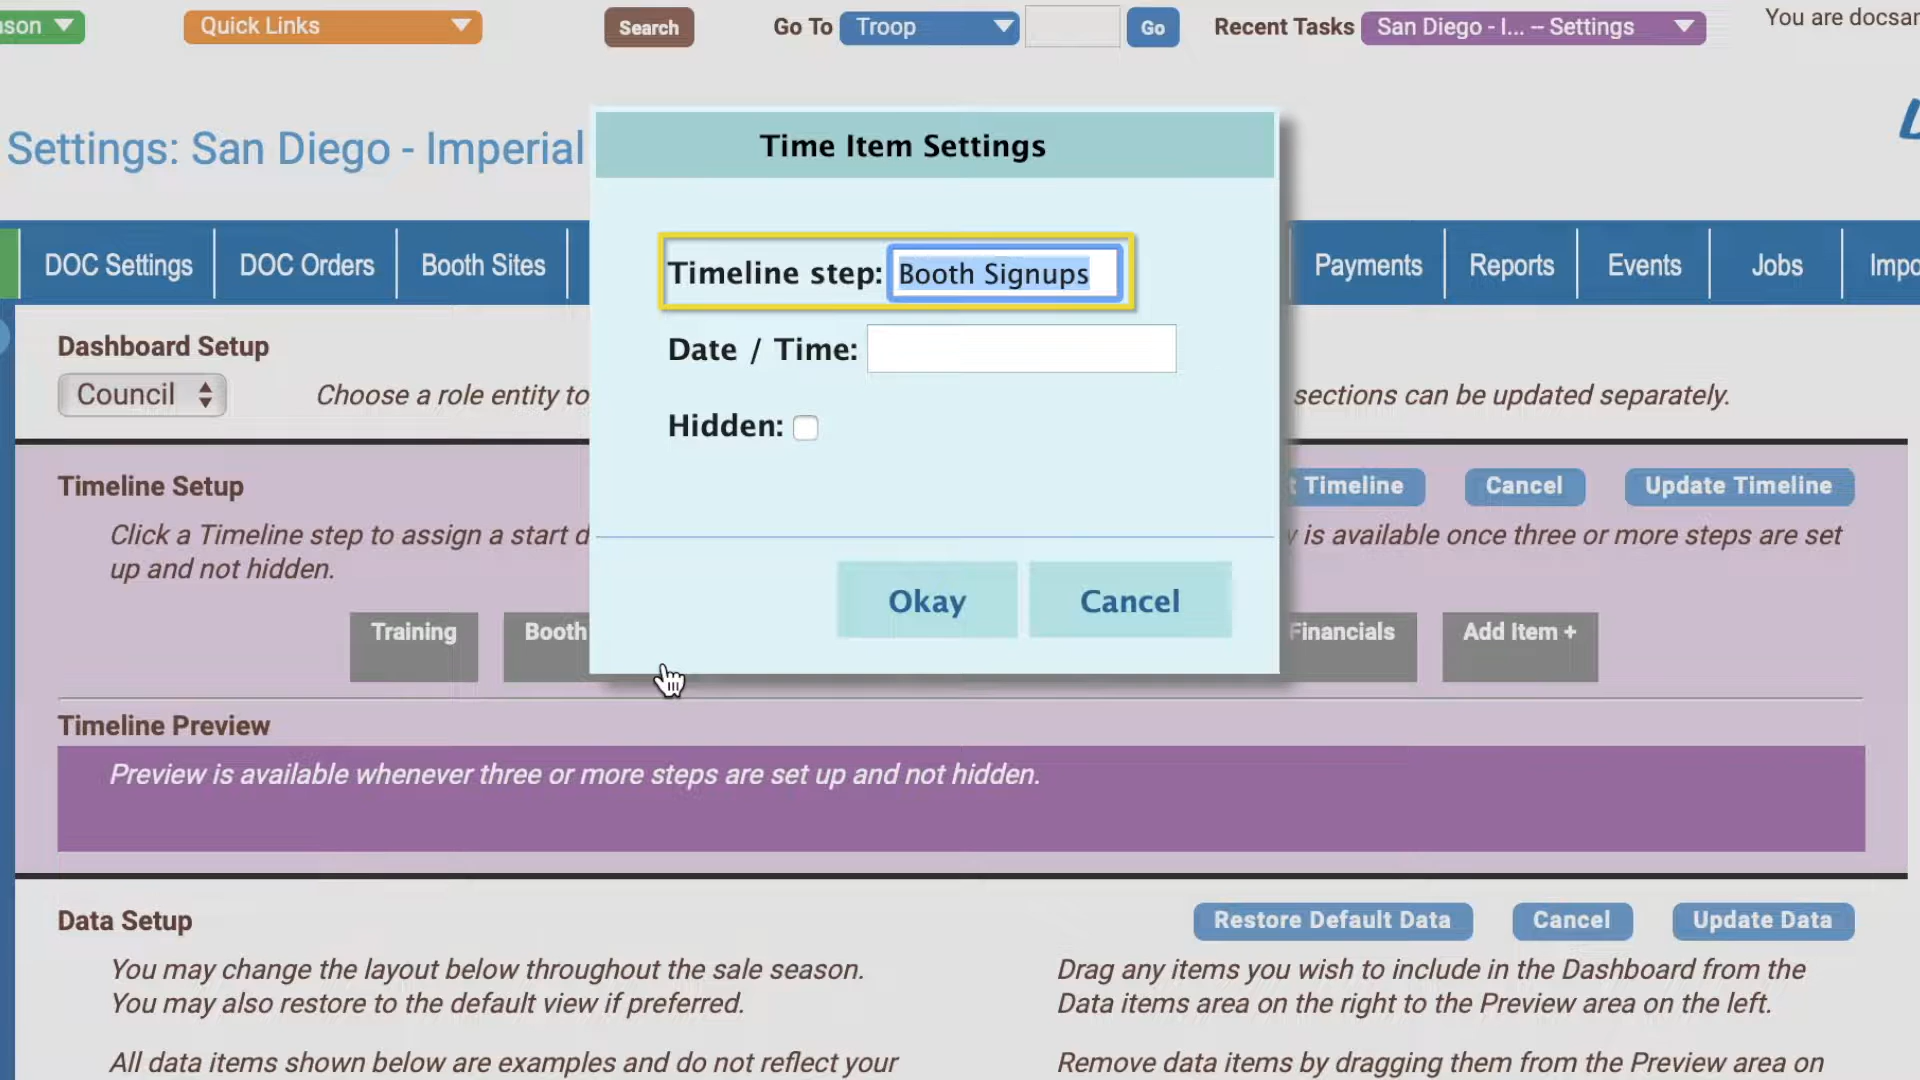 Quick Links
Search
Go To
Troop
Go
Recent Tasks
San Diego - I... – Settings
You are
Settings: San Diego - Imperial
DOC Settings
DOC Orders
Booth Sites
Payments
Reports
Events
Jobs
Time Item Settings
Timeline step: Booth Signups
Date / Time:
Hidden:
Okay
Cancel
Dashboard Setup
Council
Choose a role entity to
sections can be updated separately.
Timeline Setup
Timeline
Cancel
Update Timeline
Click a Timeline step to assign a start
is available once three or more steps are set
up and not hidden.
Training
Booth
Financials
Add Item +
Timeline Preview
Preview is available whenever three or more steps are set up and not hidden.
Data Setup
Restore Default Data
Cancel
Update Data
You may change the layout below throughout the sale season.
You may also restore to the default view if preferred.
Drag any items you wish to include in the Dashboard from the
Data items area on the right to the Preview area on the left.
All data items shown below are examples and do not reflect your
Remove data items by dragging them from the Preview area on